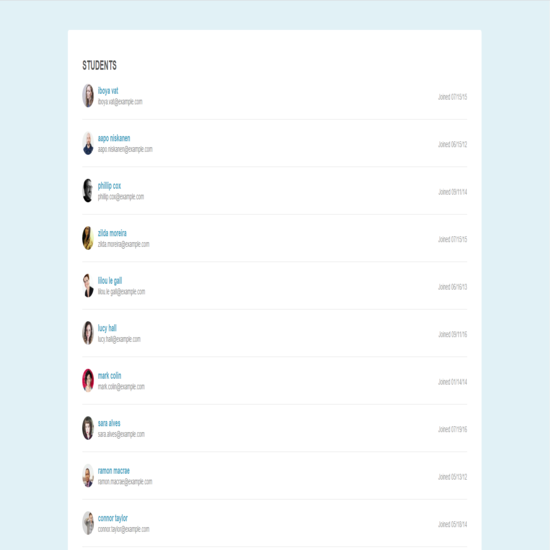 STUDENTS
iboya vat
iboya.vat@example.com
Joined 07/15/15
aapo niskanen
aapo.niskanen@example.com
Joined 06/15/12
phillip cox
phillip.cox@example.com
Joined 09/11/14
zilda moreira
zilda.moreira@example.com
Joined 07/15/15
lilou le gall
lilou.le-gall@example.com
Joined 06/16/13
lucy hall
lucy.hall@example.com
Joined 09/11/16
mark colin
mark.colin@example.com
Joined 01/14/14
sara alves
sara.alves@example.com
Joined 07/19/16
ramon macrae
ramon.macrae@example.com
Joined 05/13/12
connor taylor
connor.taylor@example.com
Joined 05/18/14